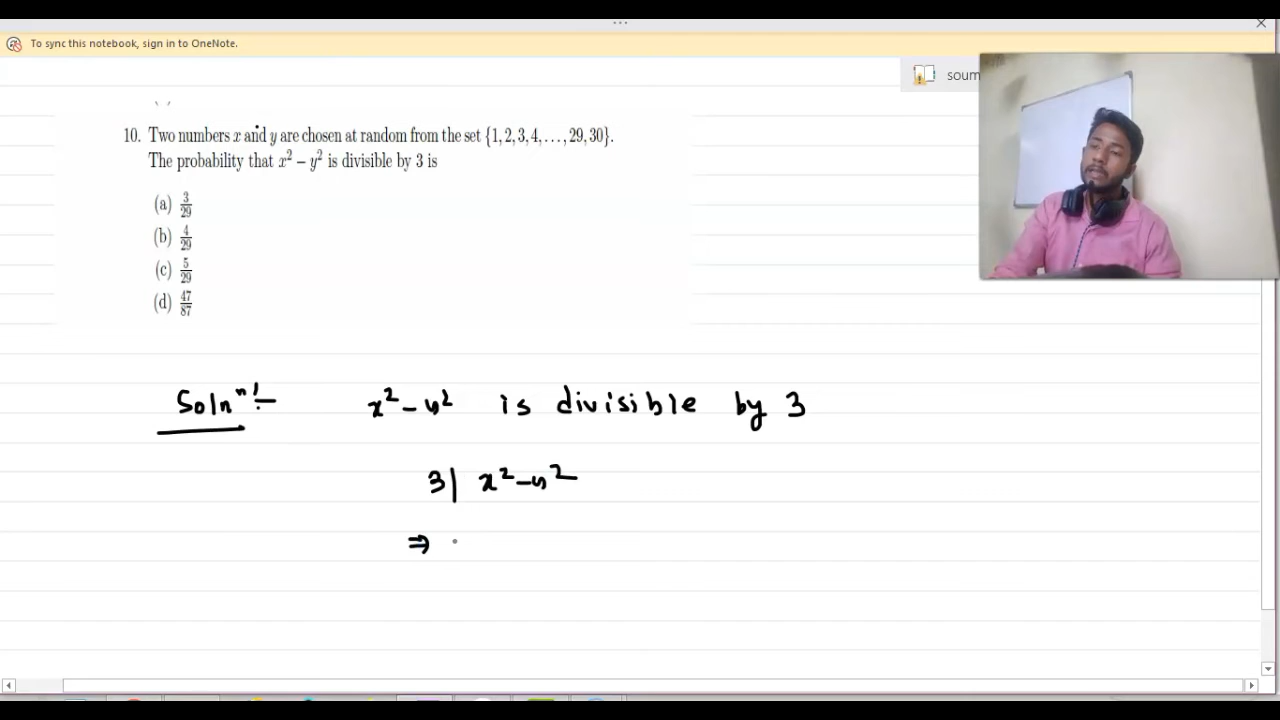 To sync this notebook, sign in to OneNote.
soum
10. Two numbers x and y are chosen at random from the set {1, 2, 3, 4, . . . , 29, 30}.
The probability that x² − y² is divisible by 3 is
(a) 3/29
(b) 4/29
(c) 5/29
(d) 47/87
Solnⁿ:- x² - y² is divisible by 3
3 | x² - y²
⇒